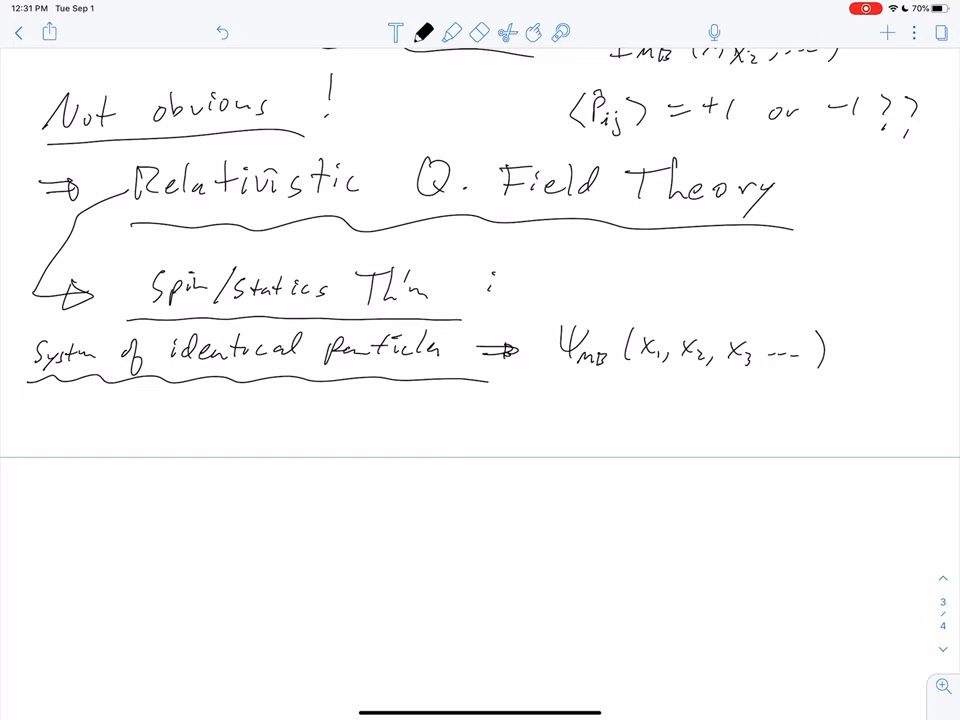 12:31 PM Tue Sep 1
70%
Not obvious !
⟨P̂ij⟩ = +1 or −1 ??
⇒ Relativistic Q. Field Theory
Spin/Statics Th'm :
System of identical particles ⇒ ΨMB (x1, x2, x3 ---)
3
/
4